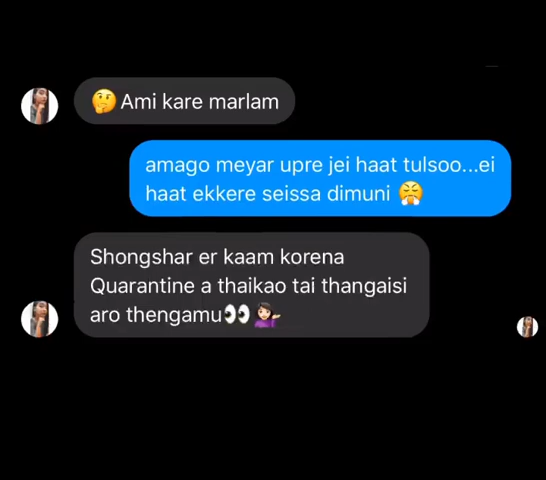 🤔Ami kare marlam
amago meyar upre jei haat tulsoo...ei
haat ekkere seissa dimuni 😤
Shongshar er kaam korena
Quarantine a thaikao tai thangaisi
aro thengamu👀💁🏻‍♀️